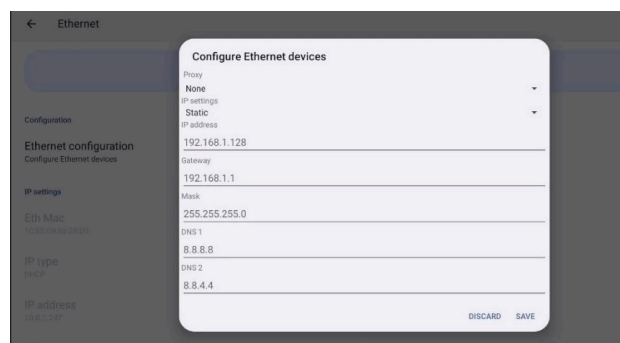 Ethernet
Configure Ethernet devices
Proxy
None
IP settings
Static
IP address
192.168.1.128
Gateway
192.168.1.1
Mask
255.255.255.0
DNS 1
8.8.8.8
DNS 2
8.8.4.4
DISCARD SAVE
Configuration
Ethernet configuration
Configure Ethernet devices
IP settings
Eth Mac
IP type
DHCP
IP address